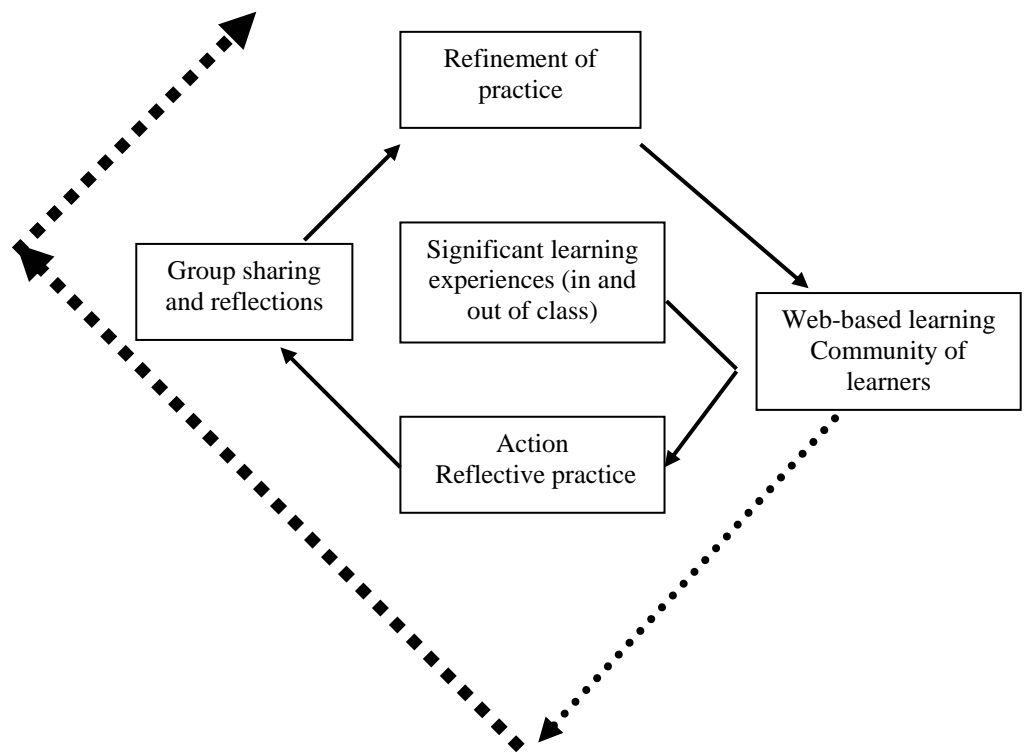 Refinement of
practice
Group sharing
and reflections
Significant learning
experiences (in and
out of class)
Web-based learning
Community of
learners
Action
Reflective practice